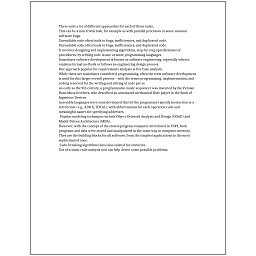 There exist a lot of different approaches for each of those tasks.
This can be a non-trivial task, for example as with parallel processes or some unusual
software bugs.
Unreadable code often leads to bugs, inefficiencies, and duplicated code.
Unreadable code often leads to bugs, inefficiencies, and duplicated code.
It involves designing and implementing algorithms, step-by-step specifications of
procedures, by writing code in one or more programming languages.
Sometimes software development is known as software engineering, especially when it
employs formal methods or follows an engineering design process.
One approach popular for requirements analysis is Use Case analysis.
While these are sometimes considered programming, often the term software development
is used for this larger overall process – with the terms programming, implementation, and
coding reserved for the writing and editing of code per se.
As early as the 9th century, a programmable music sequencer was invented by the Persian
Banu Musa brothers, who described an automated mechanical flute player in the Book of
Ingenious Devices.
Assembly languages were soon developed that let the programmer specify instruction in a
text format (e.g., ADD X, TOTAL), with abbreviations for each operation code and
meaningful names for specifying addresses.
Popular modeling techniques include Object-Oriented Analysis and Design (OOAD) and
Model-Driven Architecture (MDA).
However, with the concept of the stored-program computer introduced in 1949, both
programs and data were stored and manipulated in the same way in computer memory.
They are the building blocks for all software, from the simplest applications to the most
sophisticated ones.
Code-breaking algorithms have also existed for centuries.
Use of a static code analysis tool can help detect some possible problems.